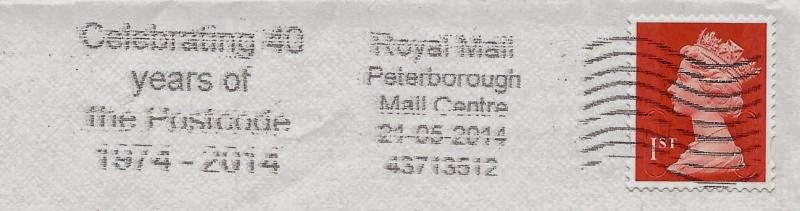 Celebrating 40
years of
the Postcode
1974 - 2014
Royal Mail
Peterborough
Mail Centre
21-05-2014
43713512
1ST